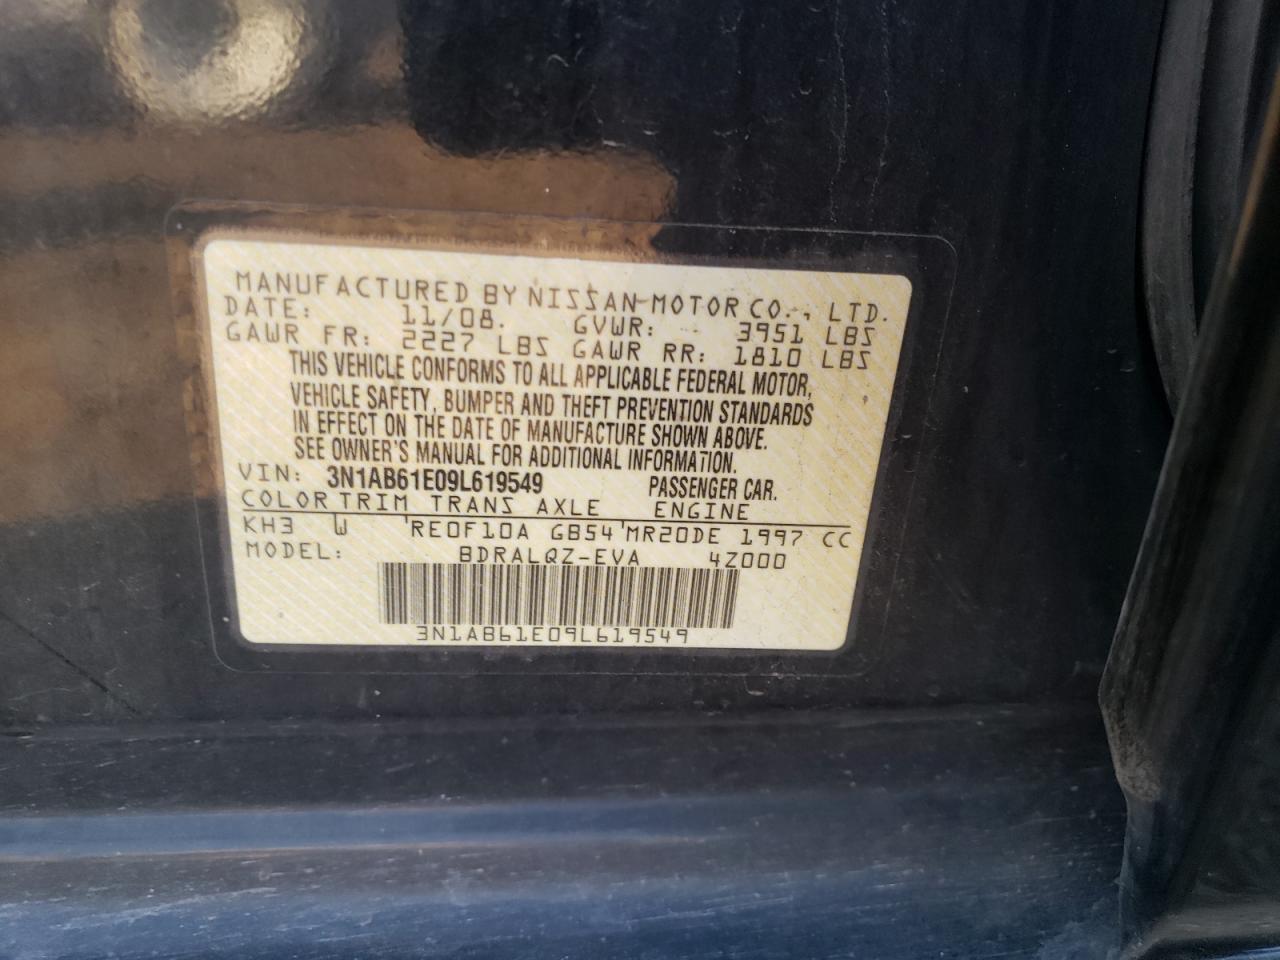 MANUFACTURED BY NISSAN MOTOR CO., LTD.
DATE: 11/08. GVWR: 3951 LBS
GAWR FR: 2227 LBS GAWR RR: 1810 LBS
THIS VEHICLE CONFORMS TO ALL APPLICABLE FEDERAL MOTOR,
VEHICLE SAFETY, BUMPER AND THEFT PREVENTION STANDARDS
IN EFFECT ON THE DATE OF MANUFACTURE SHOWN ABOVE.
SEE OWNER'S MANUAL FOR ADDITIONAL INFORMATION.
VIN: 3N1AB61E09L619549 PASSENGER CAR.
COLOR TRIM TRANS AXLE ENGINE
KH3 W RE0F10A GB54 MR20DE 1997 CC
MODEL: BDRALQZ-EVA 4Z000
3N1AB61E09L619549